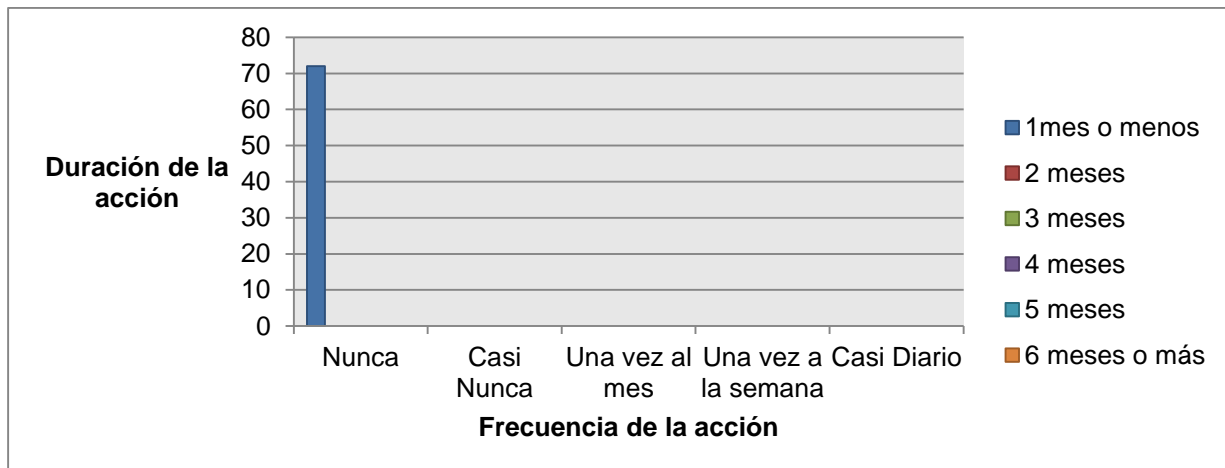 80
70
60
50
40
30
20
10
0
Duración de la
acción
Nunca
Casi
Nunca
Una vez al
mes
Una vez a
la semana
Casi Diario
Frecuencia de la acción
1mes o menos
2 meses
3 meses
4 meses
5 meses
6 meses o más